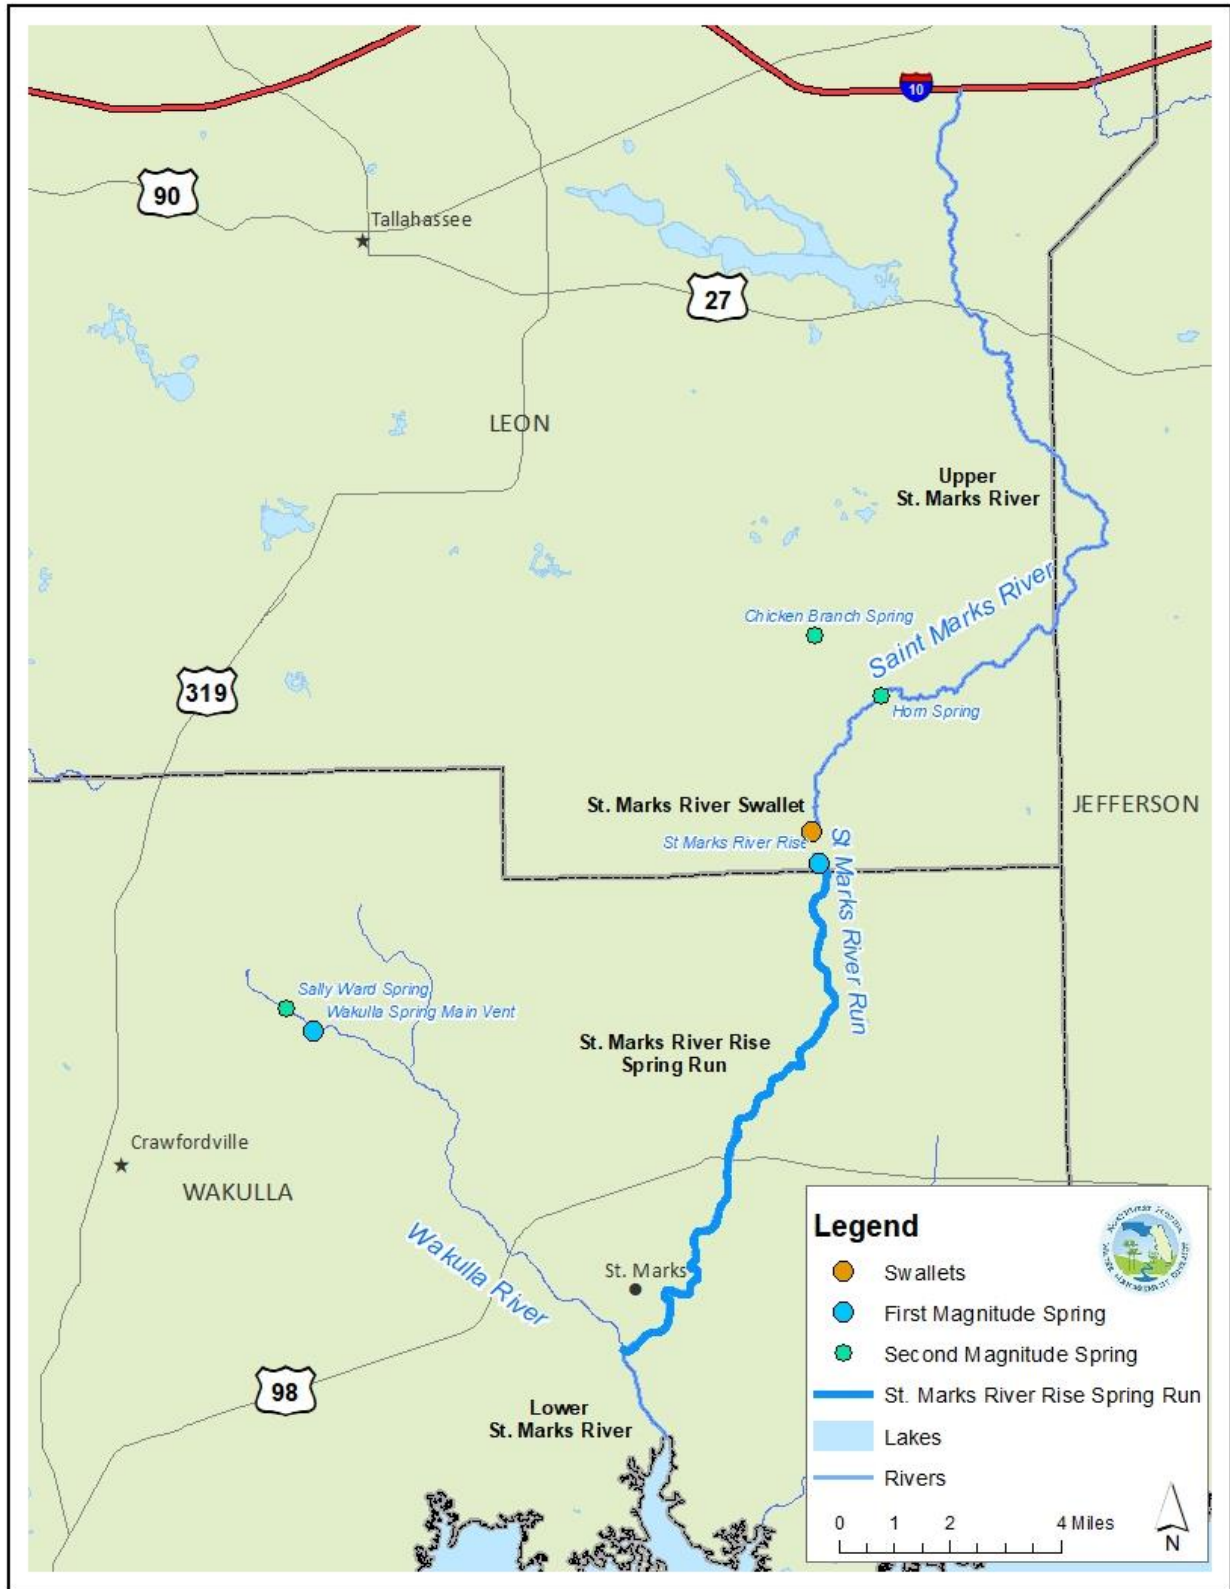 10
90
Tallahassee
27
LEON
Upper
St. Marks River
Saint Marks River
Chicken Branch Spring
319
Horn Spring
St. Marks River Swallet
JEFFERSON
St Marks River Rise
St Marks River Run
Sally Ward Spring
Wakulla Spring Main Vent
St. Marks River Rise
Spring Run
Crawfordville
WAKULLA
Wakulla River
St. Marks
98
Lower
St. Marks River
Legend
Swallets
First Magnitude Spring
Second Magnitude Spring
St. Marks River Rise Spring Run
Lakes
Rivers
0 1 2 4 Miles
N